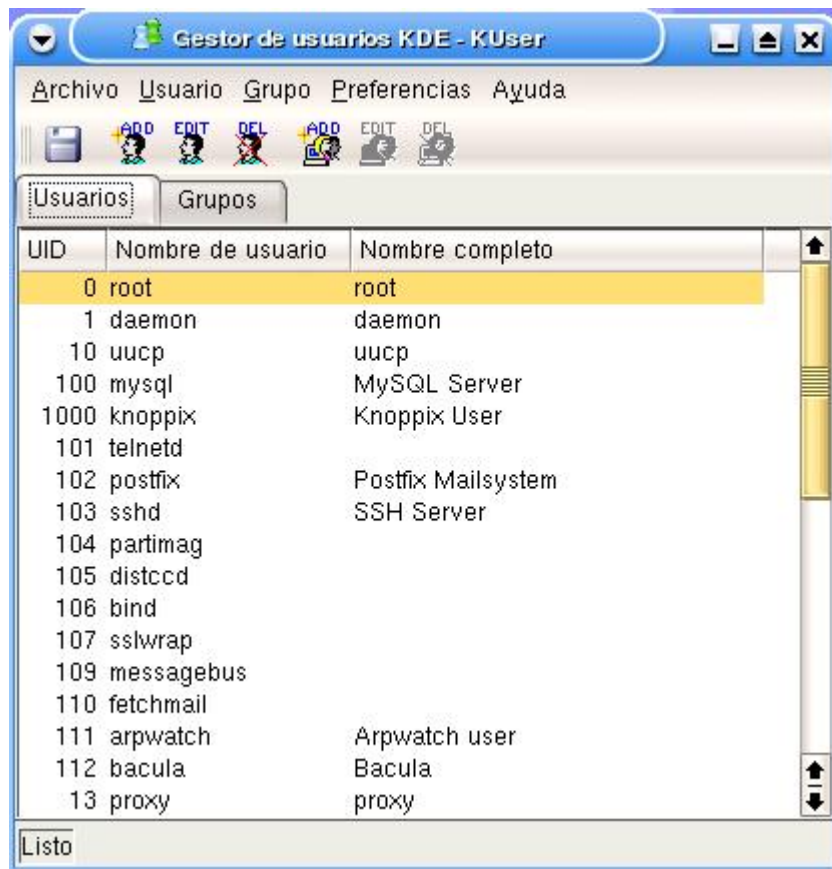 Gestor de usuarios KDE - KUser
Archivo Usuario Grupo Preferencias Ayuda
ADD EDIT DEL ADD EDIT DEL
Usuarios Grupos
UID Nombre de usuario Nombre completo
0 root root
1 daemon daemon
10 uucp uucp
100 mysql MySQL Server
1000 knoppix Knoppix User
101 telnetd
102 postfix Postfix Mailsystem
103 sshd SSH Server
104 partimag
105 distccd
106 bind
107 sslwrap
109 messagebus
110 fetchmail
111 arpwatch Arpwatch user
112 bacula Bacula
13 proxy proxy
Listo